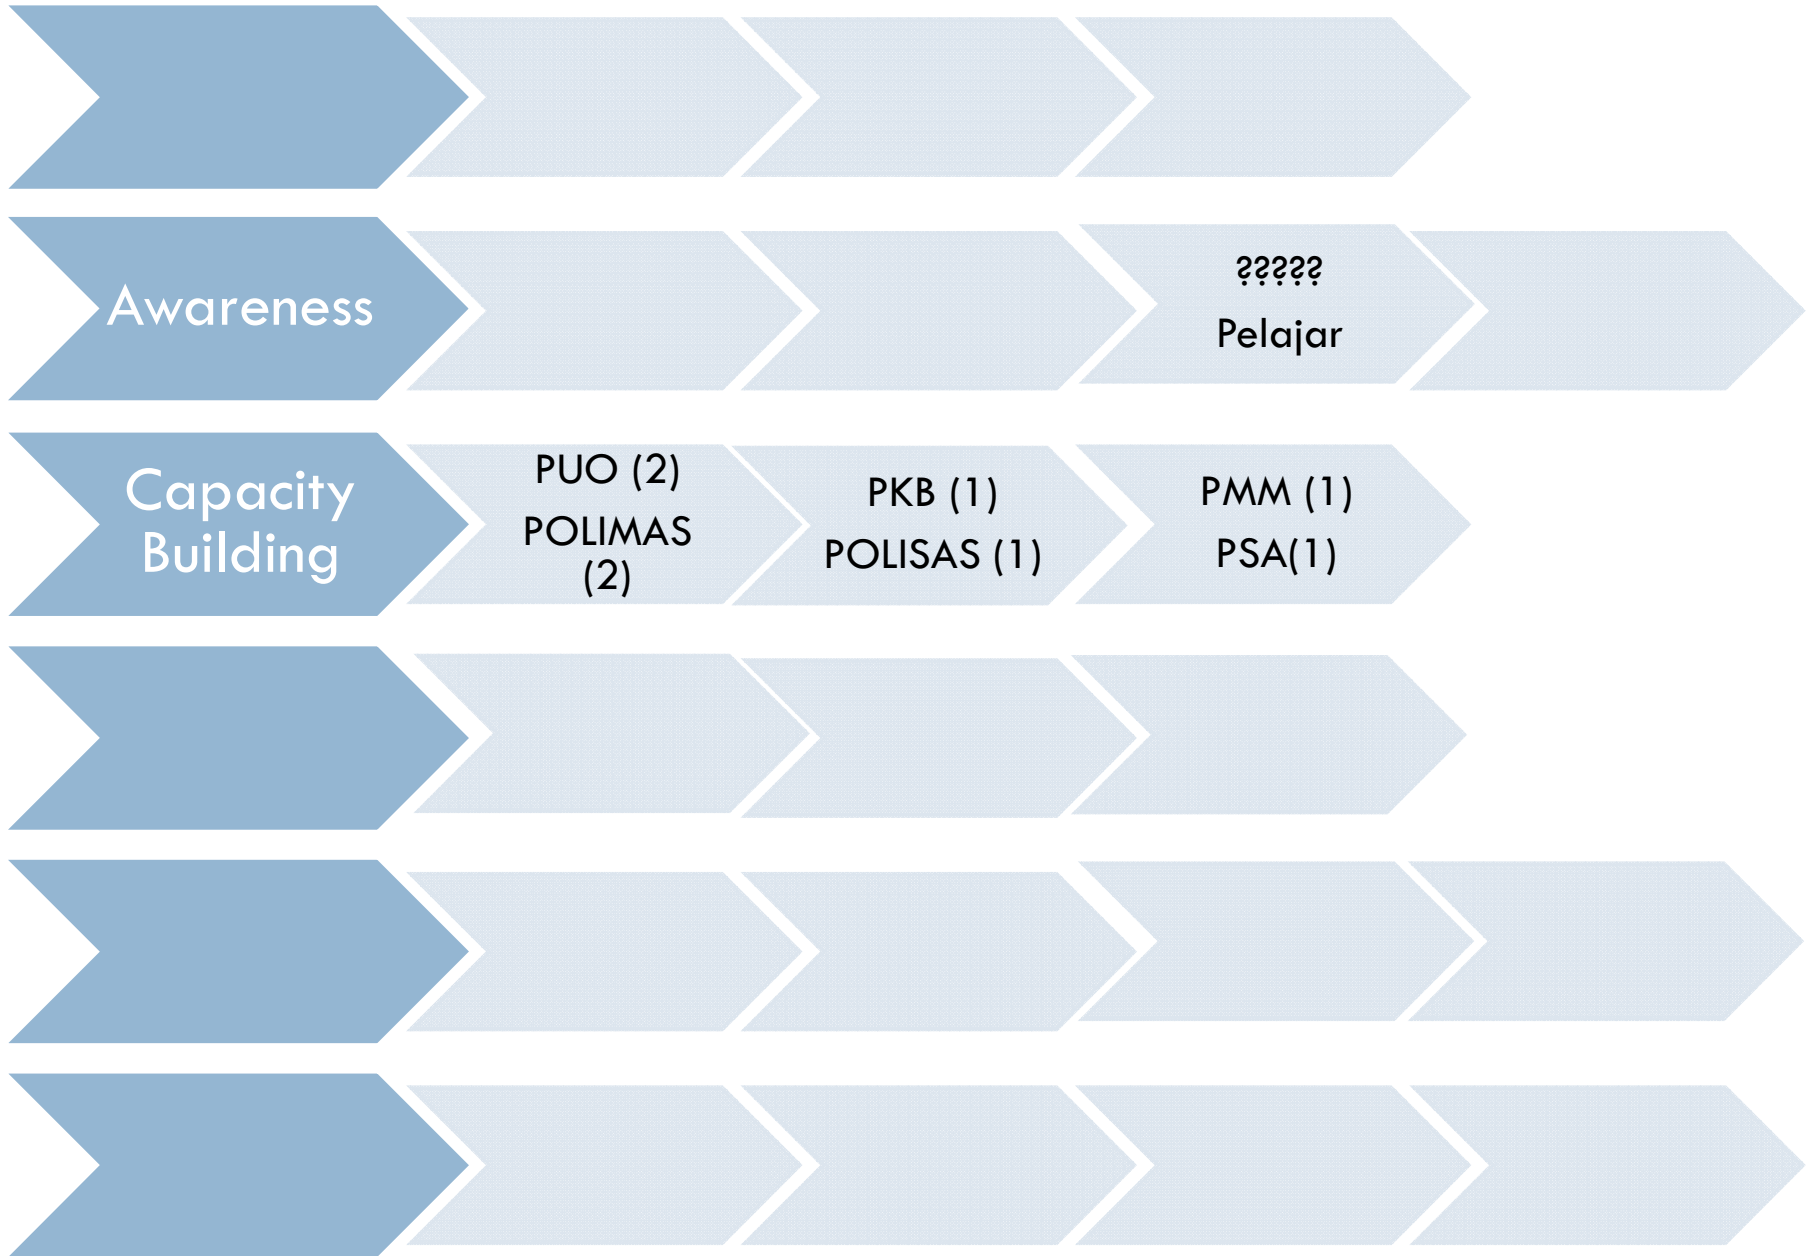 Awareness
?????
Pelajar
Capacity
Building
PUO (2)
POLIMAS
(2)
PKB (1)
POLISAS (1)
PMM (1)
PSA(1)